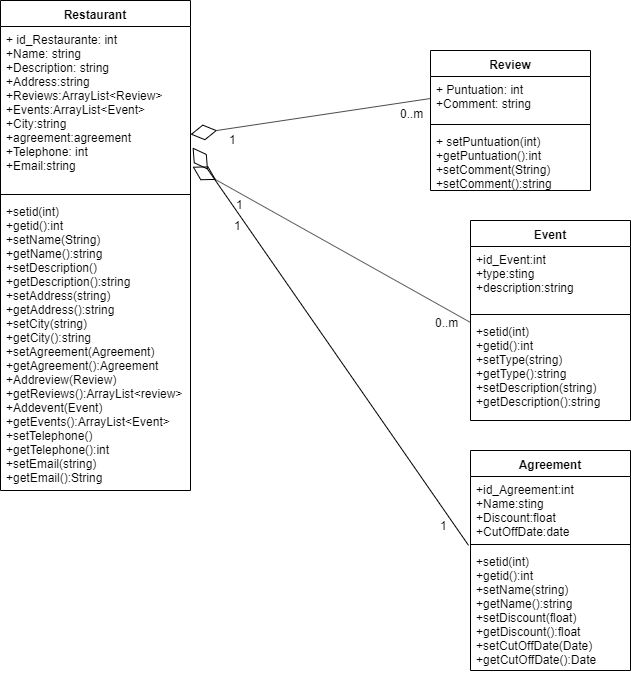 Restaurant
+ id_Restaurante: int
+Name: string
+Description: string
+Address:string
+Reviews:ArrayList<Review>
+Events:ArrayList<Event>
+City:string
+agreement:agreement
+Telephone: int
+Email:string
+setid(int)
+getid():int
+setName(String)
+getName():string
+setDescription()
+getDescription():string
+setAddress(string)
+getAddress():string
+setCity(string)
+getCity():string
+setAgreement(Agreement)
+getAgreement():Agreement
+Addreview(Review)
+getReviews():ArrayList<review>
+Addevent(Event)
+getEvents():ArrayList<Event>
+setTelephone()
+getTelephone():int
+setEmail(string)
+getEmail():String
1
0..m
1
0..m
1
1
Review
+ Puntuation: int
+Comment: string
+ setPuntuation(int)
+getPuntuation():int
+setComment(String)
+setComment():string
Event
+id_Event:int
+type:sting
+description:string
+setid(int)
+getid():int
+setType(string)
+getType():string
+setDescription(string)
+getDescription():string
Agreement
+id_Agreement:int
+Name:sting
+Discount:float
+CutOffDate:date
+setid(int)
+getid():int
+setName(string)
+getName():string
+setDiscount(float)
+getDiscount():float
+setCutOffDate(Date)
+getCutOffDate():Date